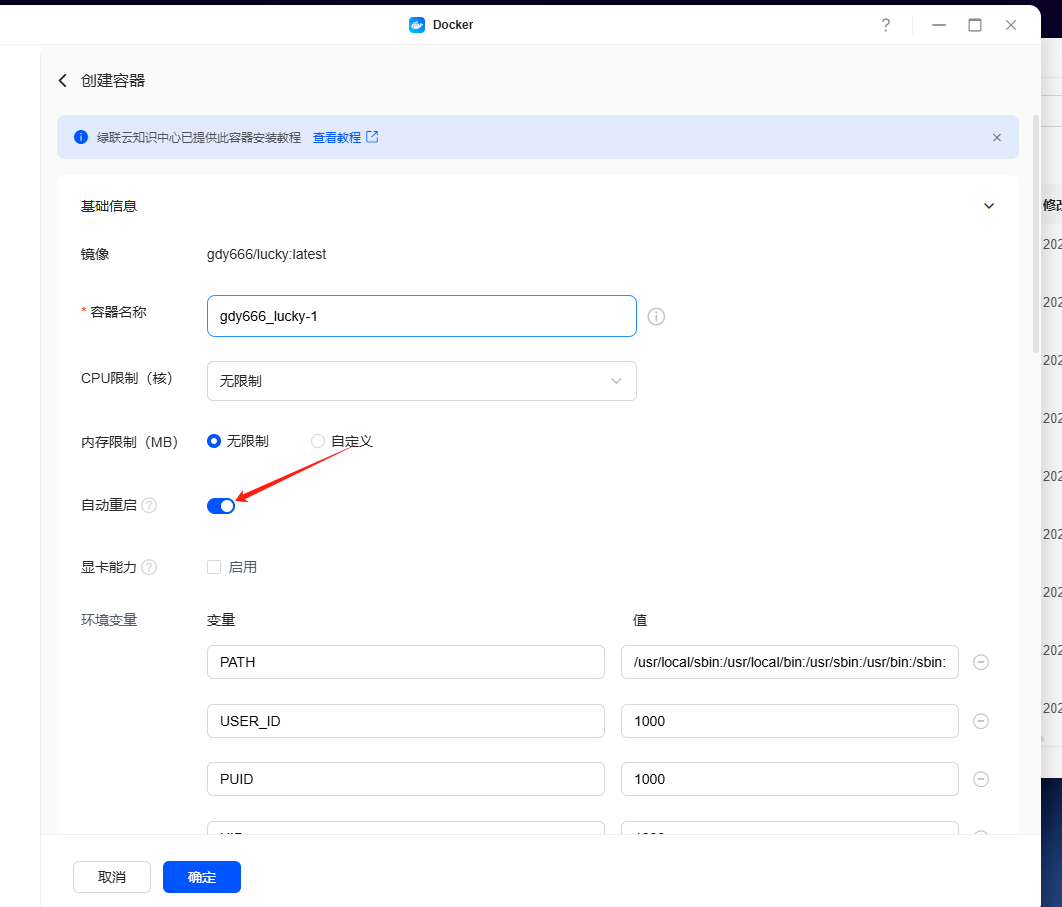 Docker
创建容器
绿联云知识中心已提供此容器安装教程 查看教程
基础信息
镜像 gdy666/lucky:latest
* 容器名称 gdy666_lucky-1
CPU限制（核） 无限制
内存限制（MB） 无限制 自定义
自动重启
显卡能力 启用
环境变量 变量 值
PATH /usr/local/sbin:/usr/local/bin:/usr/sbin:/usr/bin:/sbin:
USER_ID 1000
PUID 1000
取消 确定
修改
202
202
202
202
202
202
202
202
202